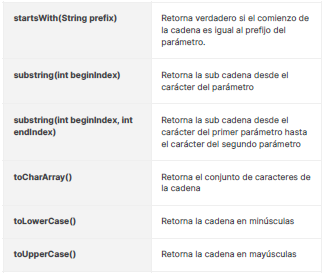 startsWith(String prefix)
Retorna verdadero si el comienzo de
la cadena es igual al prefijo del
parámetro.
substring(int beginIndex)
Retorna la sub cadena desde el
carácter del parámetro
substring(int beginIndex, int
endIndex)
Retorna la sub cadena desde el
carácter del primer parámetro hasta
el carácter del segundo parámetro
toCharArray()
Retorna el conjunto de caracteres de
la cadena
toLowerCase()
Retorna la cadena en minúsculas
toUpperCase()
Retorna la cadena en mayúsculas